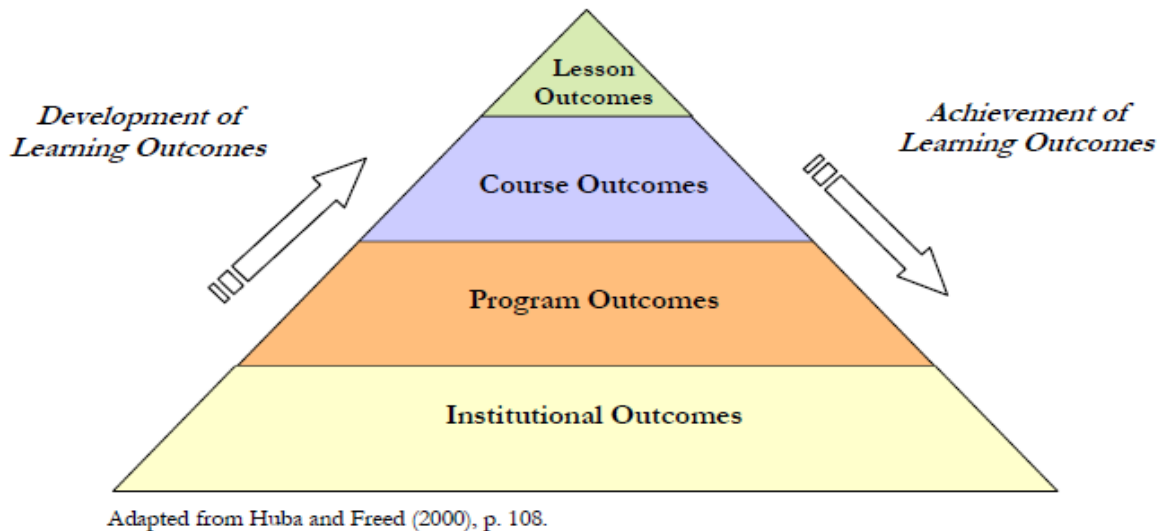 Lesson
Outcomes
Development of
Learning Outcomes
Achievement of
Learning Outcomes
Course Outcomes
Program Outcomes
Institutional Outcomes
Adapted from Huba and Freed (2000), p. 108.